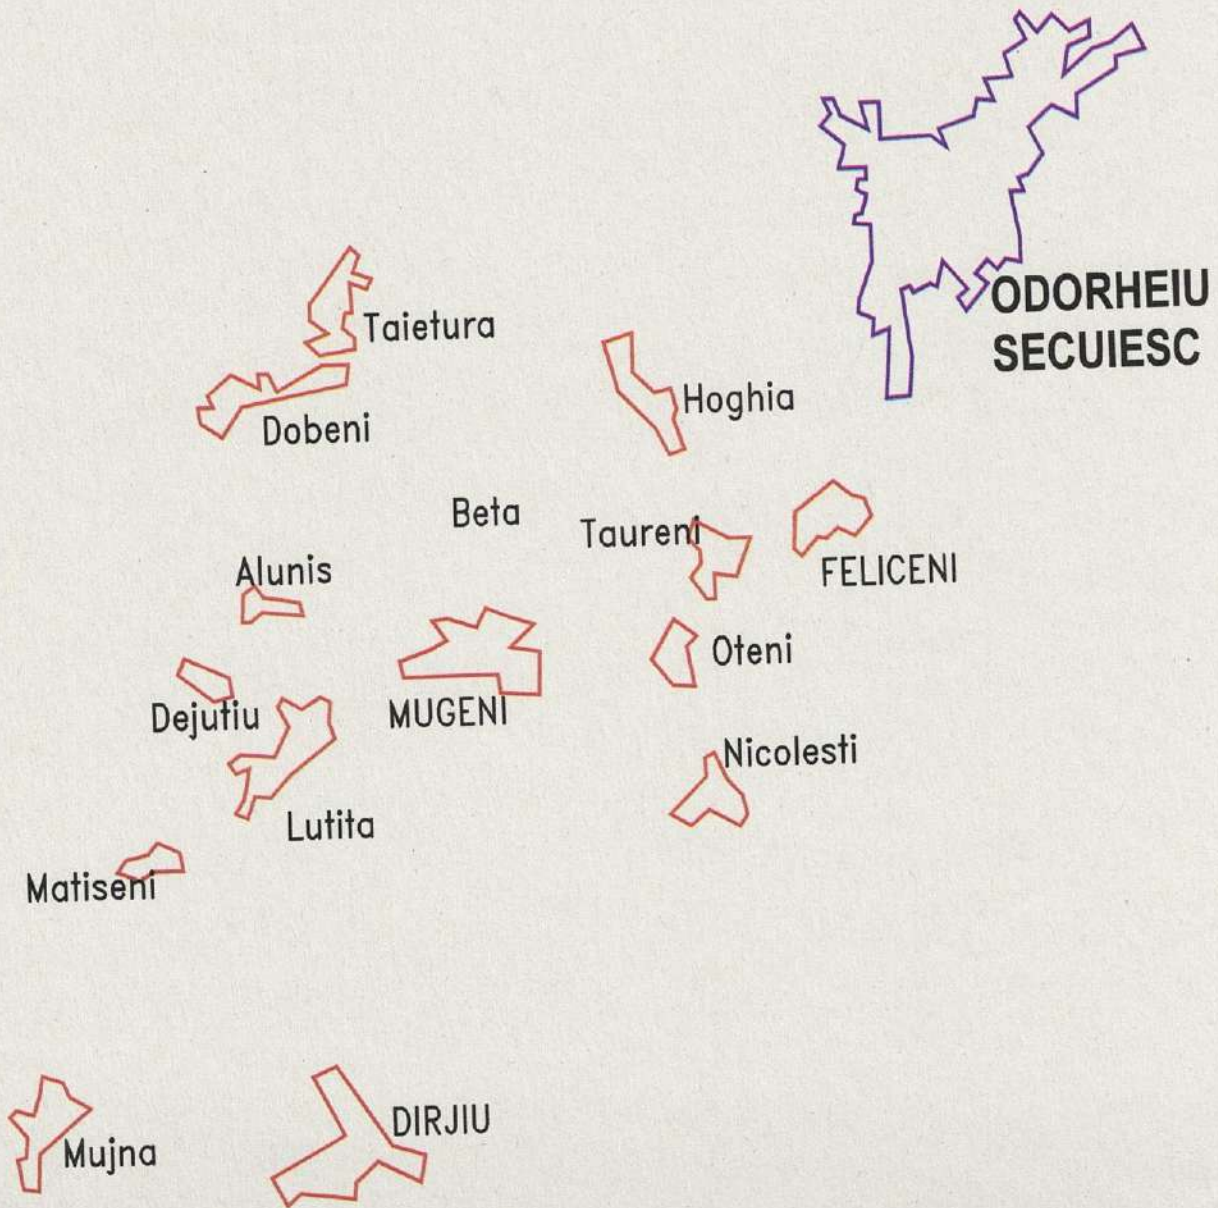 ODORHEIU
SECUIESC
Taietura
Hoghia
Dobeni
Beta
Taureni
FELICENI
Alunis
Oteni
Dejutiu
MUGENI
Nicolesti
Lutita
Matiseni
DIRJIU
Mujna